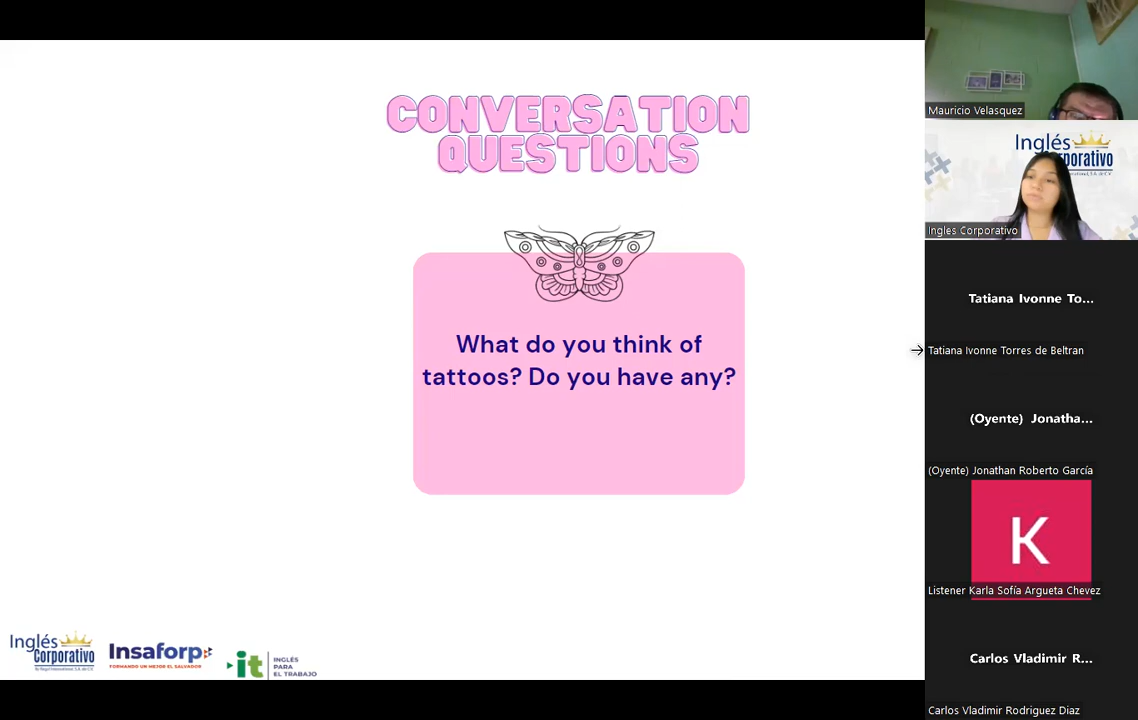 CONVERSATION
QUESTIONS
What do you think of
tattoos? Do you have any?
Inglés
Corporativo
Insaforp
FORMANDO UN MEJOR EL SALVADOR
it
INGLÉS
PARA
EL TRABAJO
Mauricio Velasquez
Inglés
orporativo
Ingles Corporativo
Tatiana Ivonne To...
Tatiana Ivonne Torres de Beltran
(Oyente) Jonatha...
(Oyente) Jonathan Roberto García
K
Listener Karla Sofía Argueta Chevez
Carlos Vladimir R...
Carlos Vladimir Rodriguez Diaz